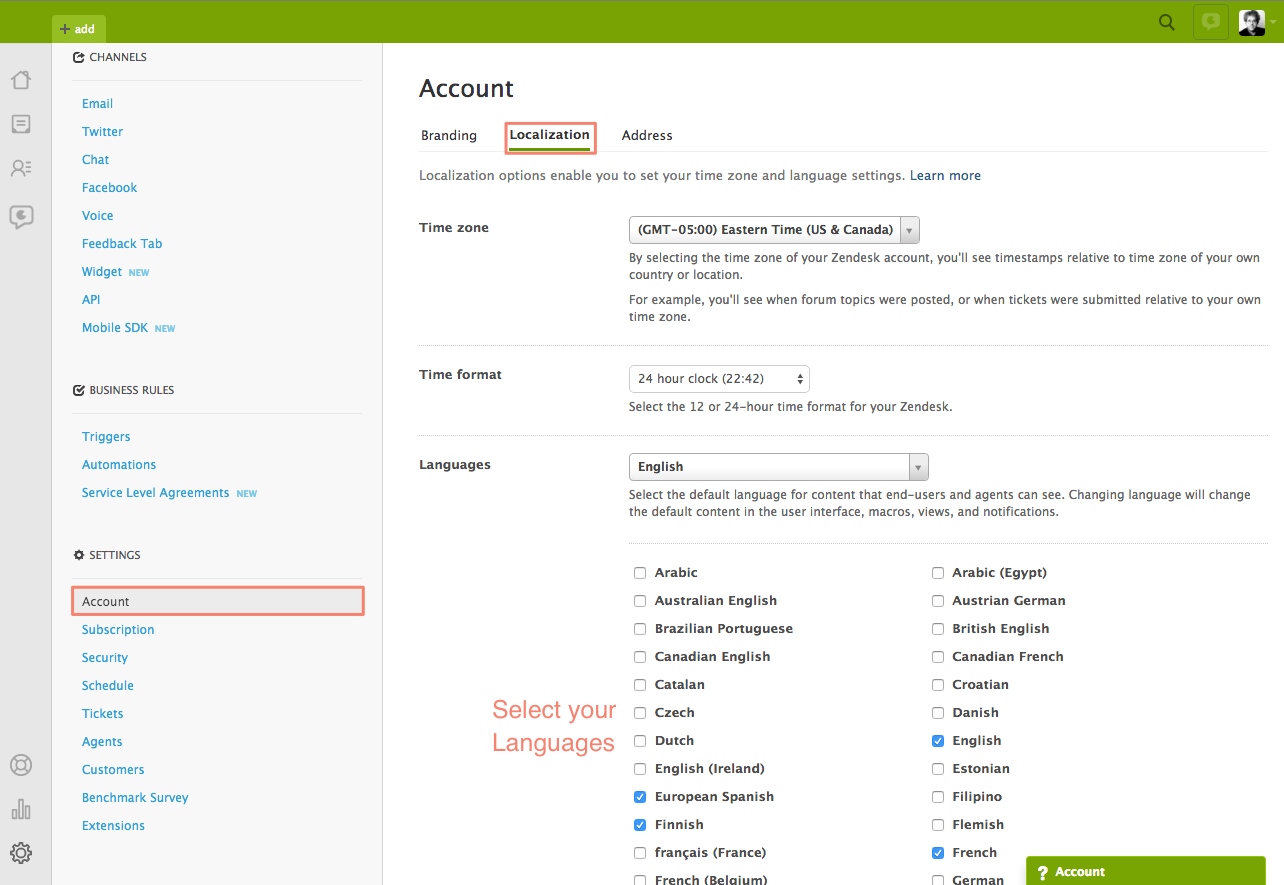 + add
CHANNELS
Email
Twitter
Chat
Facebook
Voice
Feedback Tab
Widget NEW
API
Mobile SDK NEW
BUSINESS RULES
Triggers
Automations
Service Level Agreements NEW
SETTINGS
Account
Subscription
Security
Schedule
Tickets
Agents
Customers
Benchmark Survey
Extensions
Account
Branding Localization Address
Localization options enable you to set your time zone and language settings. Learn more
Time zone (GMT-05:00) Eastern Time (US & Canada)
By selecting the time zone of your Zendesk account, you'll see timestamps relative to time zone of your own
country or location.
For example, you'll see when forum topics were posted, or when tickets were submitted relative to your own
time zone.
Time format 24 hour clock (22:42)
Select the 12 or 24-hour time format for your Zendesk.
Languages English
Select the default language for content that end-users and agents can see. Changing language will change
the default content in the user interface, macros, views, and notifications.
Arabic Arabic (Egypt)
Australian English Austrian German
Brazilian Portuguese British English
Canadian English Canadian French
Catalan Croatian
Select your
Languages
Czech Danish
Dutch English
English (Ireland) Estonian
European Spanish Filipino
Finnish Flemish
français (France) French
French (Belgium) German
? Account